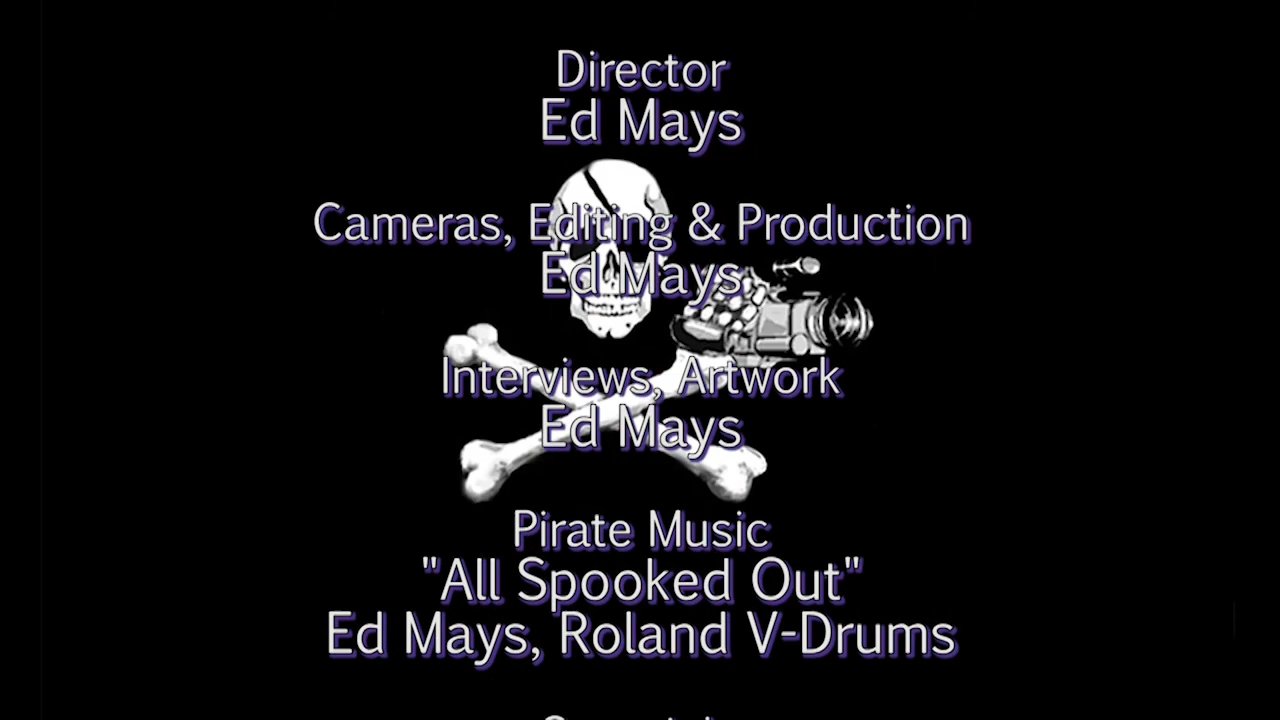 Director
Ed Mays
Cameras, Editing & Production
Ed Mays
Interviews, Artwork
Ed Mays
Pirate Music
"All Spooked Out"
Ed Mays, Roland V-Drums